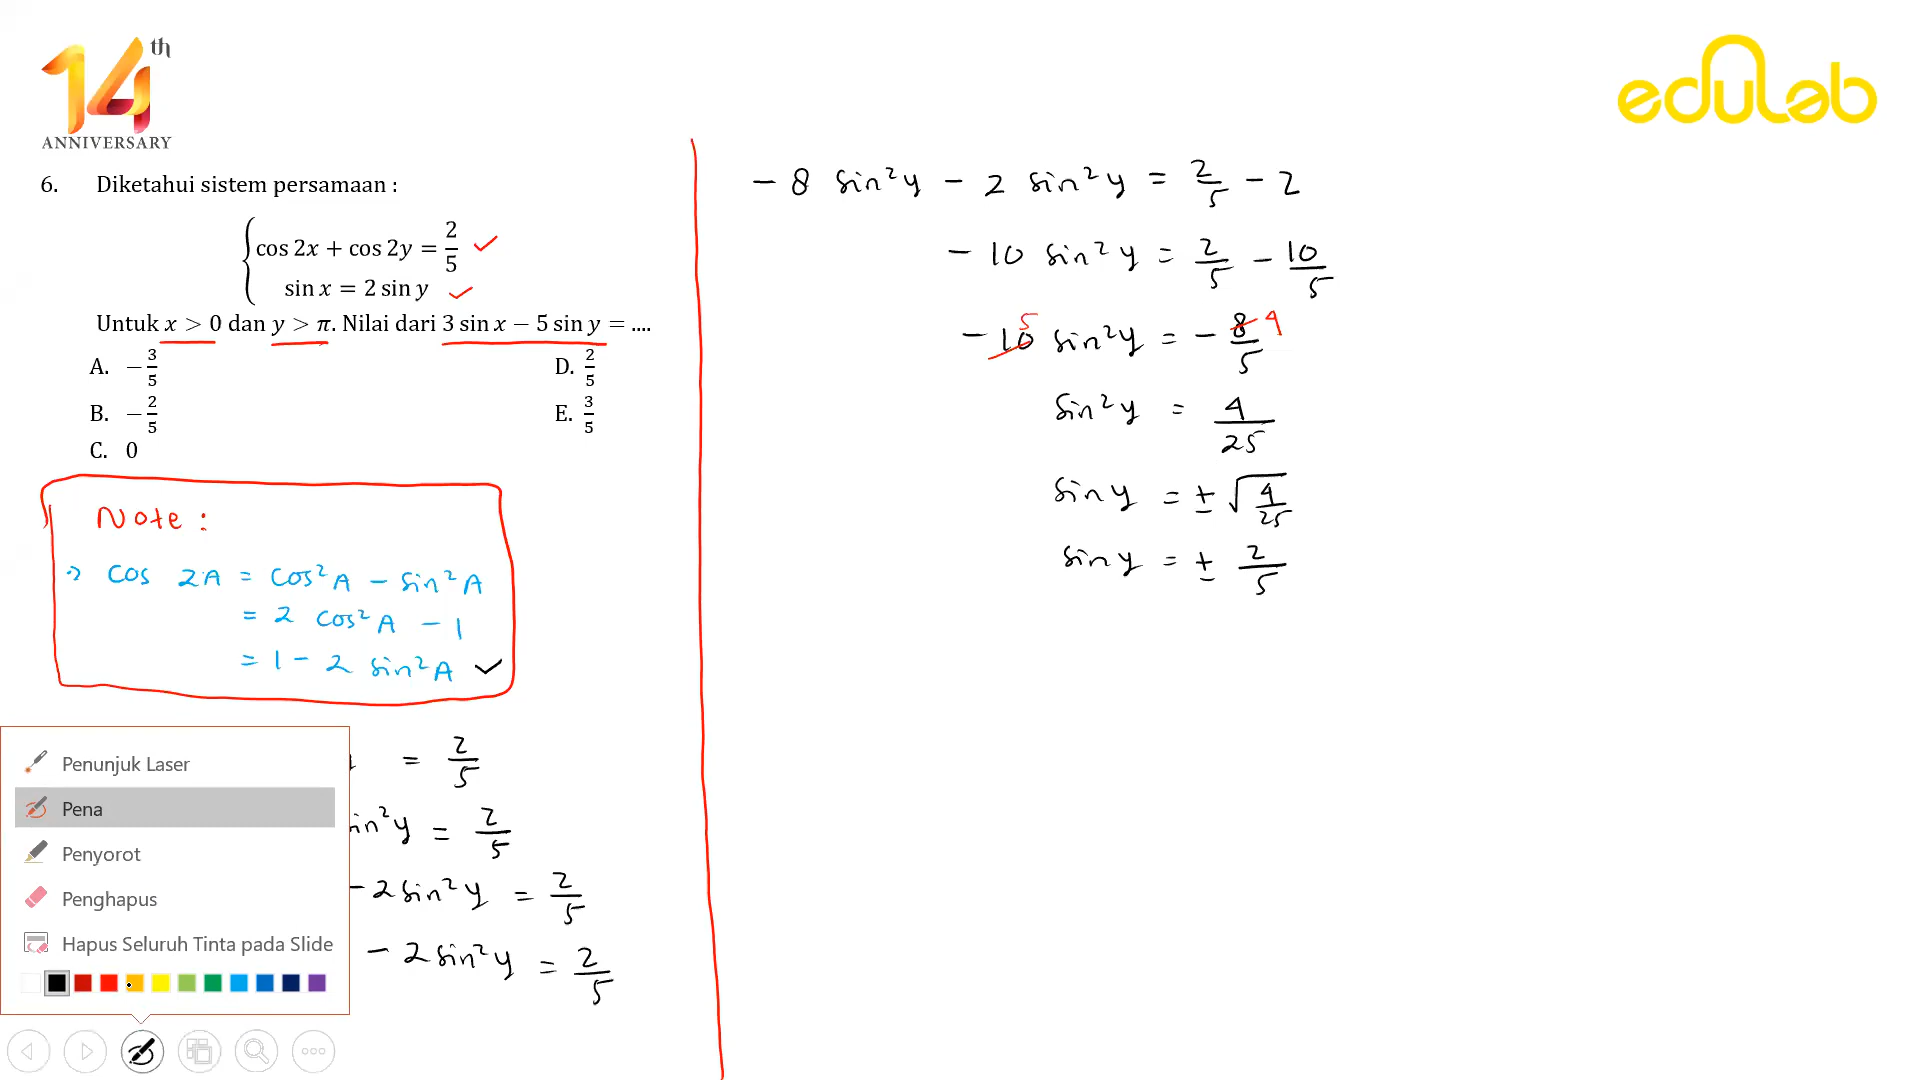 14th
ANNIVERSARY
edulab
6. Diketahui sistem persamaan :
cos 2x + cos 2y = 2/5 ✓
sin x = 2 sin y ✓
Untuk x > 0 dan y > π. Nilai dari 3 sin x − 5 sin y = ....
A. −3/5
B. −2/5
C. 0
D. 2/5
E. 3/5
Note :
→ cos 2A = cos²A − sin²A
= 2 cos²A − 1
= 1 − 2 sin²A ✓
= 2/5
in²y = 2/5
− 2 sin²y = 2/5
− 2 sin²y = 2/5
− 8 sin²y − 2 sin²y = 2/5 − 2
− 10 sin²y = 2/5 − 10/5
− 10 5 sin²y = − 8/5 4
sin²y = 4/25
sin y = ± √4/25
sin y = ± 2/5
Penunjuk Laser
Pena
Penyorot
Penghapus
Hapus Seluruh Tinta pada Slide